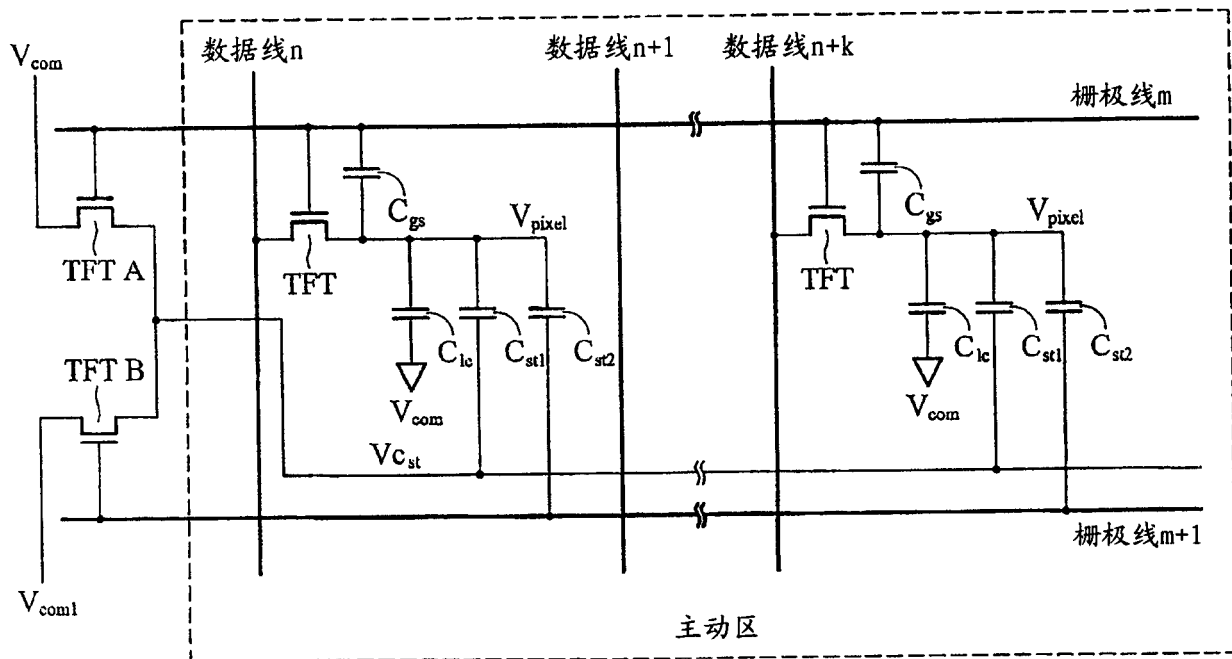 V_com
数据线n
数据线n+1
数据线n+k
栅极线m
C_gs
C_gs
V_pixel
V_pixel
TFT A
TFT
TFT
C_lc
C_st1
C_st2
C_lc
C_st1
C_st2
TFT B
V_com
V_com
Vc_st
栅极线m+1
V_com1
主动区